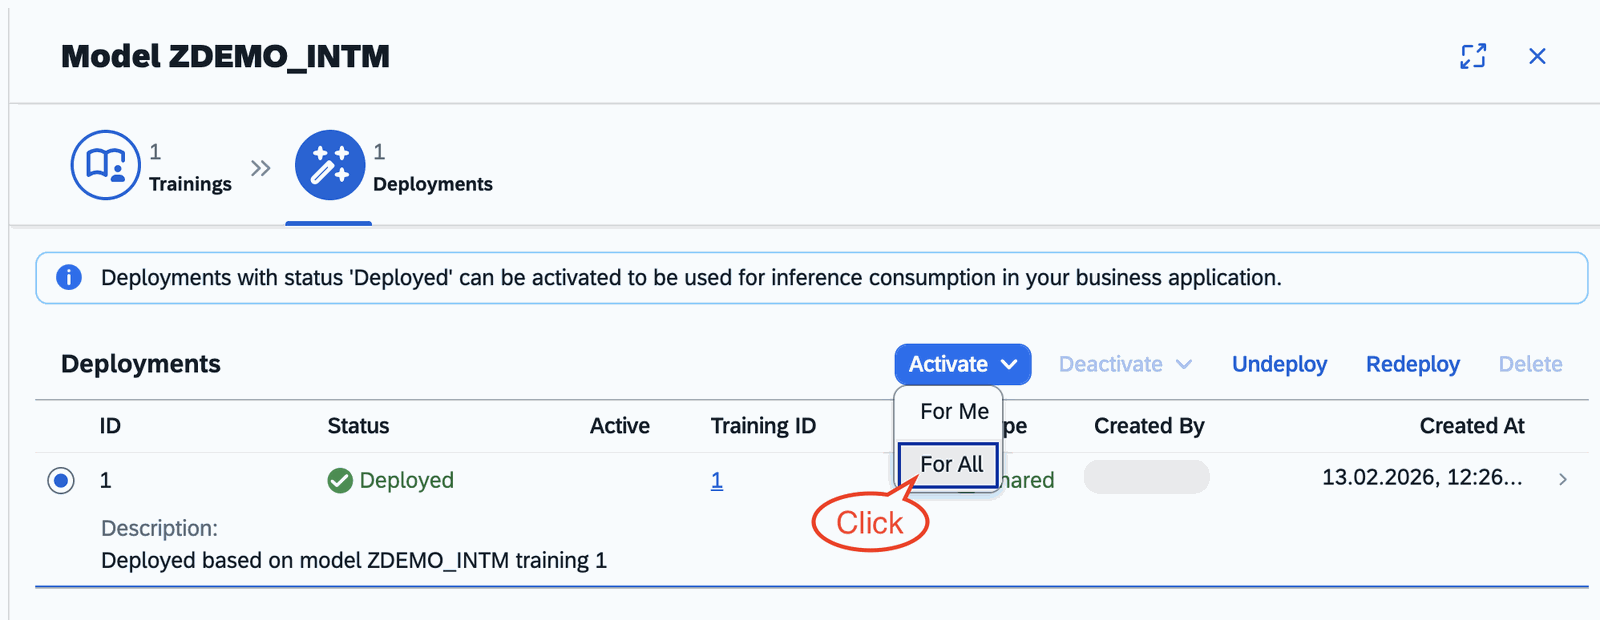 Model ZDEMO_INTM
1
Trainings
1
Deployments
Deployments with status 'Deployed' can be activated to be used for inference consumption in your business application.
Deployments
Activate
Deactivate
Undeploy
Redeploy
Delete
For Me
For All
ID
Status
Active
Training ID
Created By
Created At
1
Deployed
1
13.02.2026, 12:26...
Click
Description:
Deployed based on model ZDEMO_INTM training 1